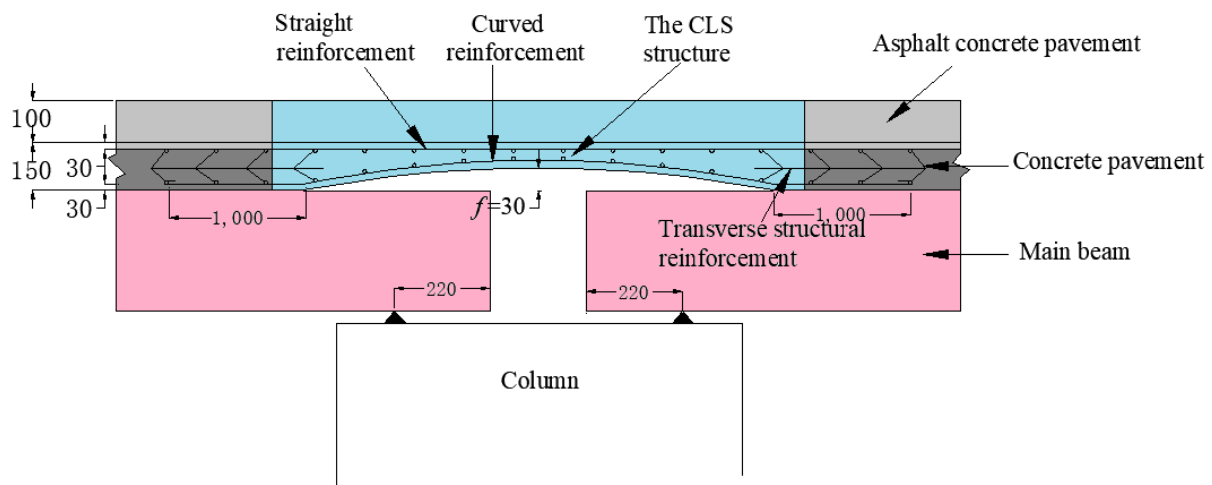 Straight
reinforcement
Curved
reinforcement
The CLS
structure
Asphalt concrete pavement
100
150
30
30
Concrete pavement
1,000
f=30
1,000
Transverse structural
reinforcement
Main beam
220
220
Column